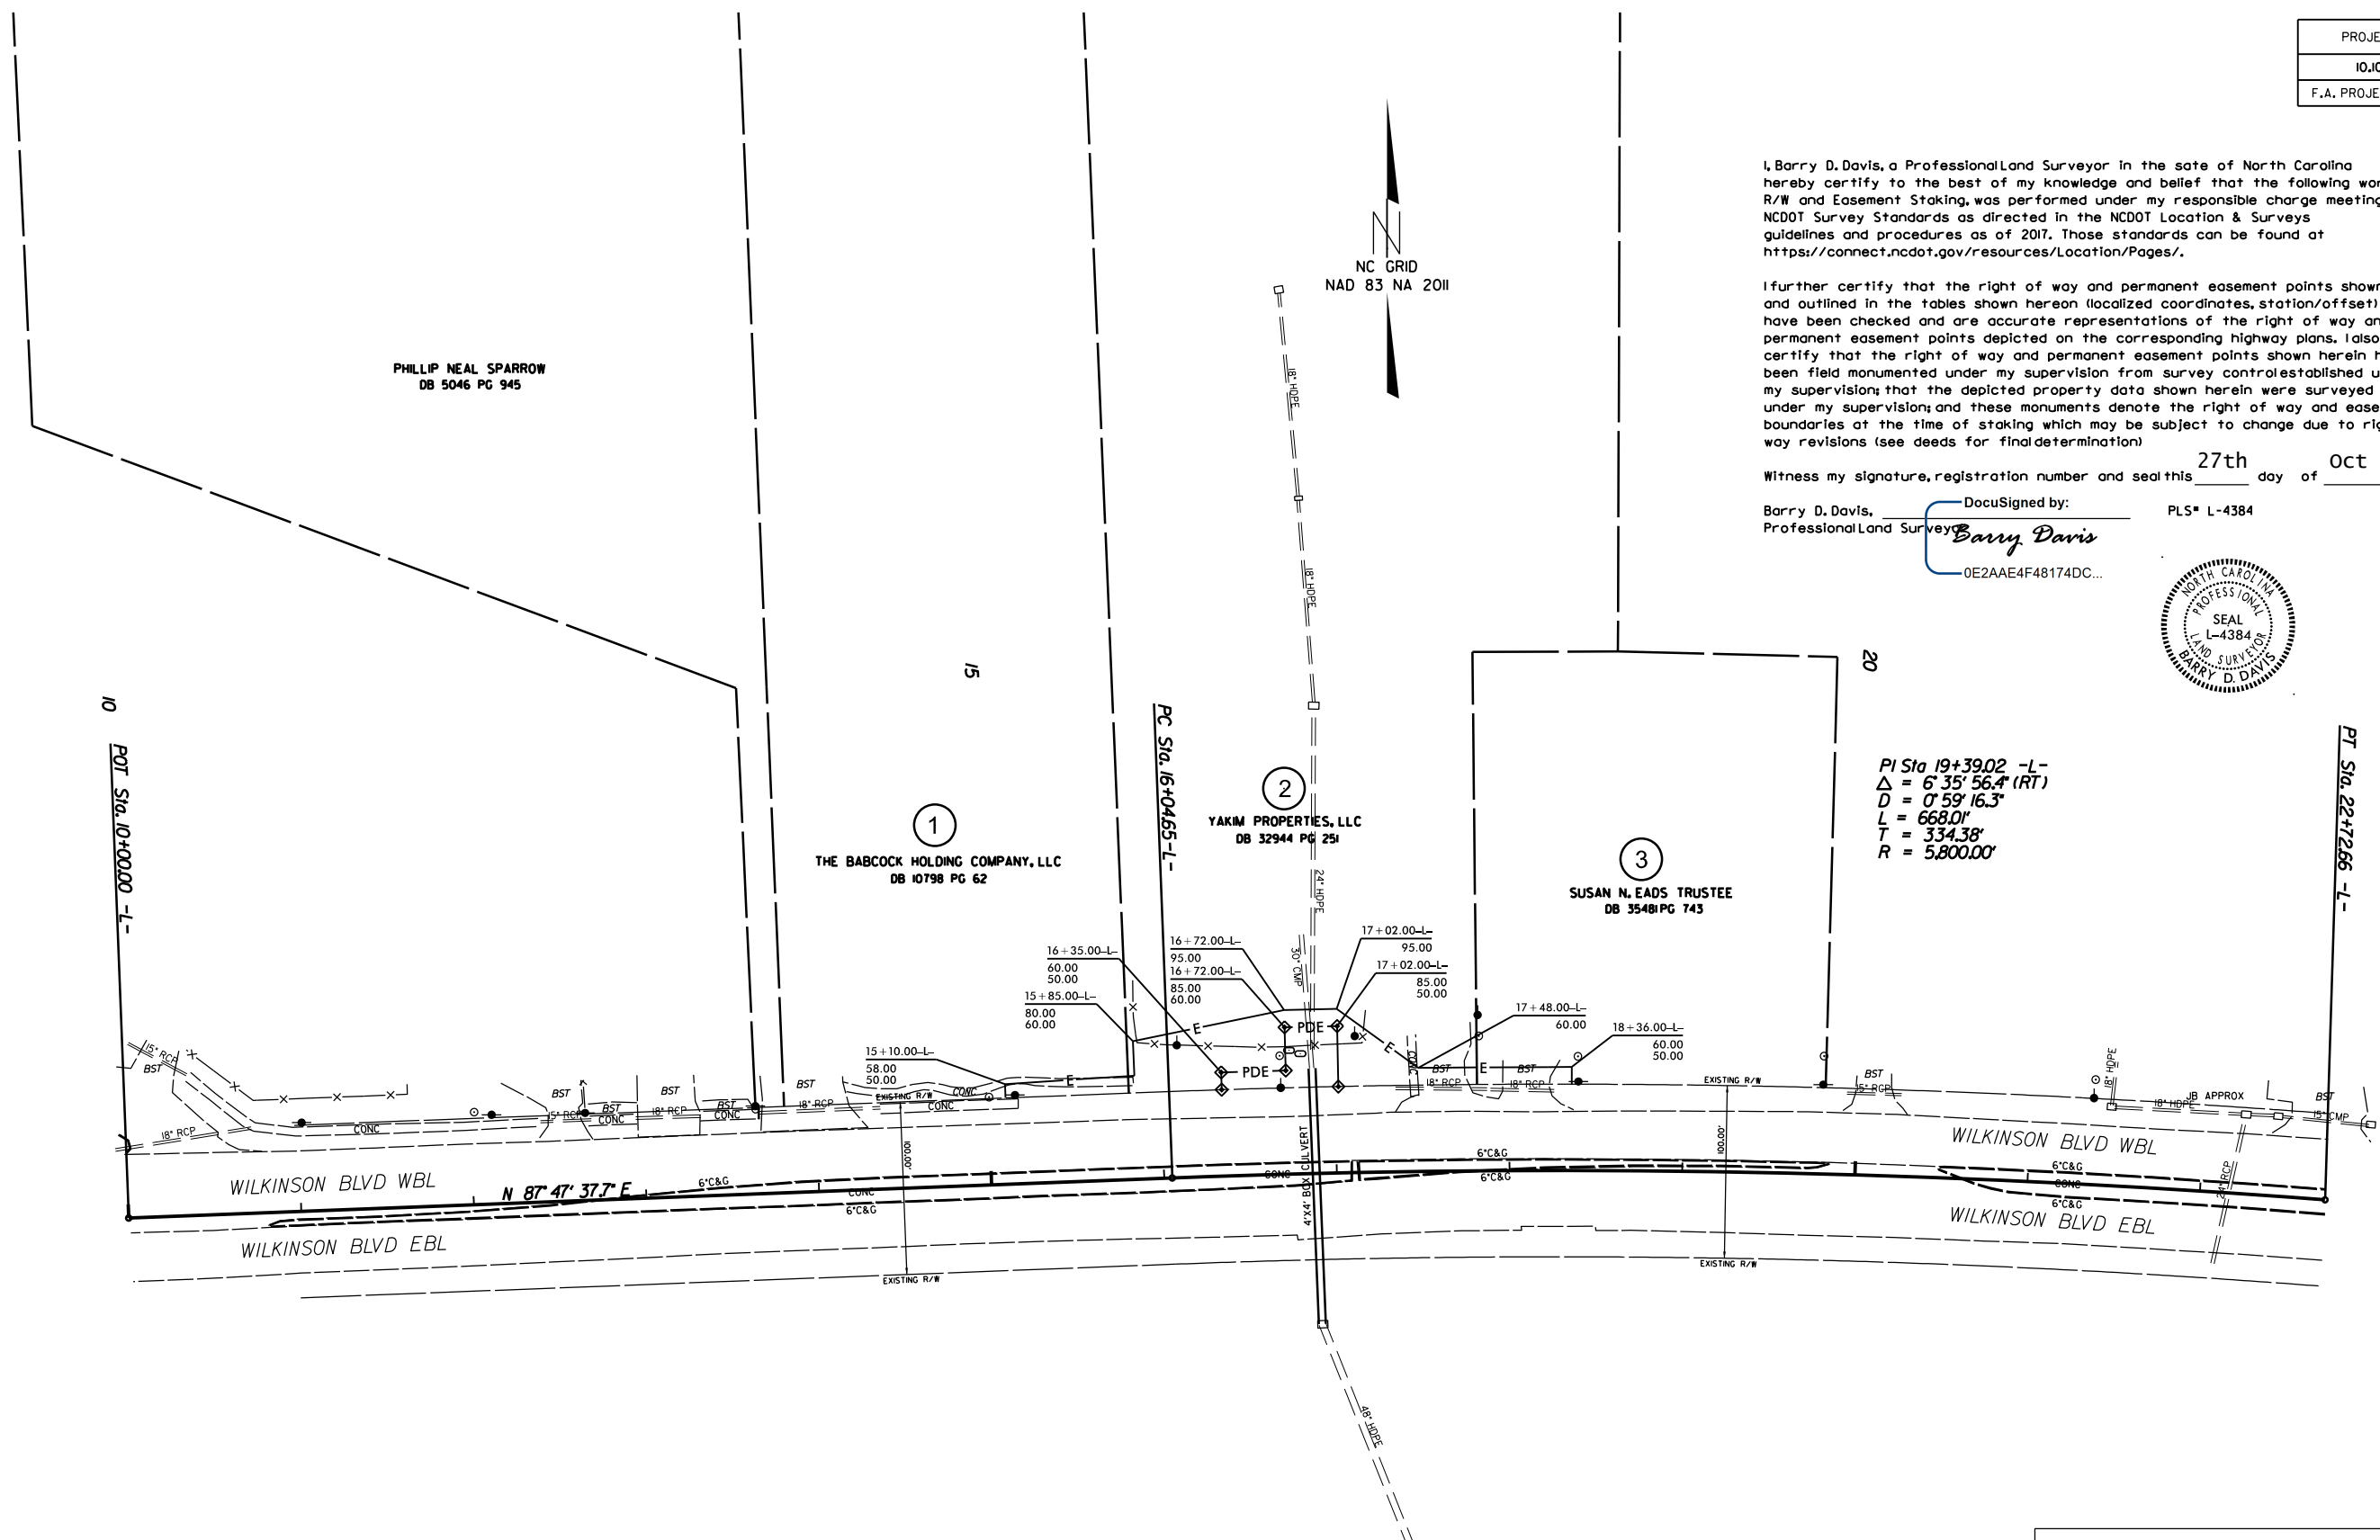 PROJE
10.10
F.A. PROJE
I, Barry D. Davis, a Professional Land Surveyor in the sate of North Carolina
hereby certify to the best of my knowledge and belief that the following wor
R/W and Easement Staking, was performed under my responsible charge meeting
NCDOT Survey Standards as directed in the NCDOT Location & Surveys
guidelines and procedures as of 2017. Those standards can be found at
https://connect.ncdot.gov/resources/Location/Pages/.
I further certify that the right of way and permanent easement points shown
and outlined in the tables shown hereon (localized coordinates, station/offset)
have been checked and are accurate representations of the right of way an
permanent easement points depicted on the corresponding highway plans. I also
certify that the right of way and permanent easement points shown herein h
been field monumented under my supervision from survey control established u
my supervision; that the depicted property data shown herein were surveyed
under my supervision; and these monuments denote the right of way and ease
boundaries at the time of staking which may be subject to change due to rig
way revisions (see deeds for final determination)
Witness my signature, registration number and seal this 27th day of Oct
Barry D. Davis,
Professional Land Surveyor
DocuSigned by:
Barry Davis
0E2AAE4F48174DC...
PLS# L-4384
NORTH CAROLINA
PROFESSIONAL
SEAL
L-4384
LAND SURVEYOR
BARRY D. DAVIS
N
NC GRID
NAD 83 NA 2011
PHILLIP NEAL SPARROW
DB 5046 PG 945
18" HDPE
18" HDPE
10
15
20
POT Sta. 10+00.00 -L-
PC Sta. 16+04.65 -L-
PT Sta. 22+72.66 -L-
PI Sta 19+39.02 -L-
Δ = 6° 35' 56.4" (RT)
D = 0° 59' 16.3"
L = 668.01'
T = 334.38'
R = 5,800.00'
1
THE BABCOCK HOLDING COMPANY, LLC
DB 10798 PG 62
2
YAKIM PROPERTIES, LLC
DB 32944 PG 251
3
SUSAN N. EADS TRUSTEE
DB 35481 PG 743
24" HDPE
30" CMP
16+35.00-L-
60.00
50.00
16+72.00-L-
95.00
16+72.00-L-
85.00
60.00
17+02.00-L-
95.00
17+02.00-L-
85.00
50.00
15+85.00-L-
80.00
60.00
15+10.00-L-
58.00
50.00
17+48.00-L-
60.00
18+36.00-L-
60.00
50.00
E
PDE
E
E
PDE
E
15" RCP
BST
18" RCP
CONC
BST
15" RCP
BST
CONC
BST
18" RCP
BST
CONC
BST
18" RCP
EXISTING R/W
CONC
CONC
CONC
BST
18" RCP
BST
18" RCP
EXISTING R/W
BST
15" RCP
18" HDPE
18" HDPE
JB APPROX
BST
15" CMP
100.00'
100.00'
4'X4' BOX CULVERT
24" RCP
WILKINSON BLVD WBL
N 87° 47' 37.7" E
6"C&G
CONC
6"C&G
CONC
6"C&G
6"C&G
WILKINSON BLVD WBL
6"C&G
CONC
6"C&G
WILKINSON BLVD EBL
WILKINSON BLVD EBL
EXISTING R/W
EXISTING R/W
48" HDPE